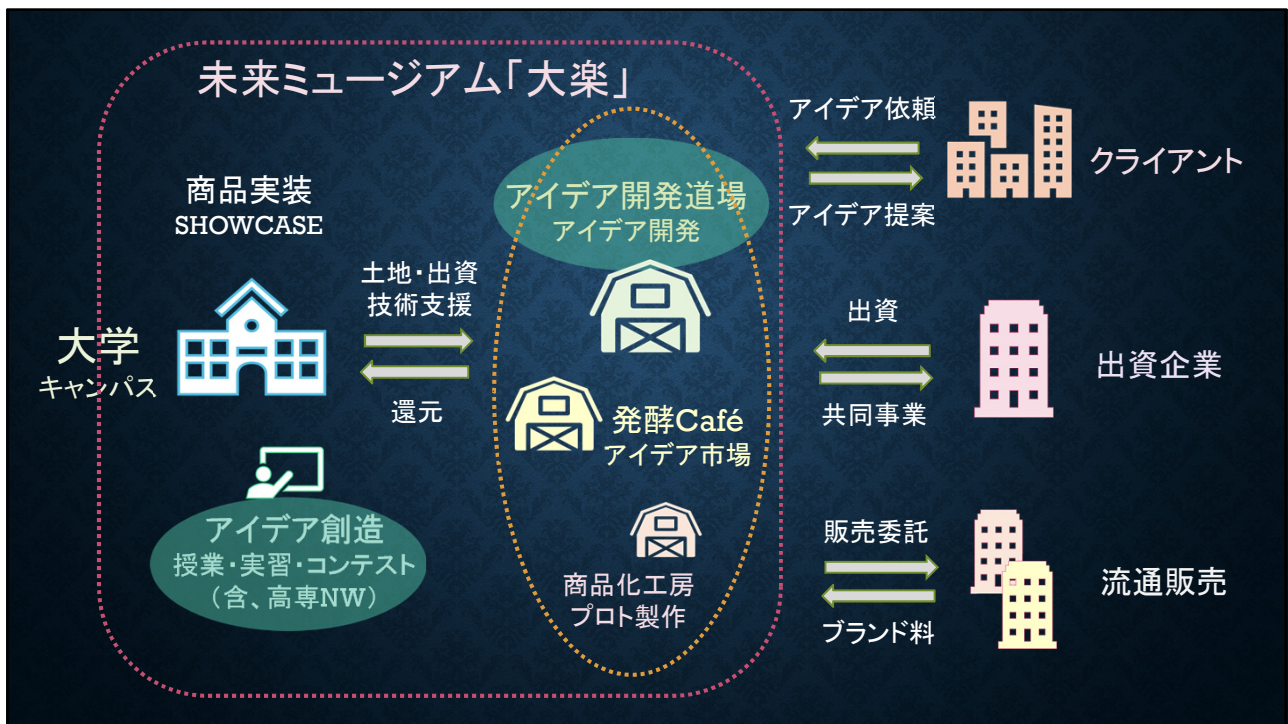 未来ミュージアム「大楽」
商品実装
SHOWCASE
大学
キャンパス
アイデア創造
授業・実習・コンテスト
（含、高専NW）
土地・出資
技術支援
還元
アイデア開発道場
アイデア開発
発酵Café
アイデア市場
商品化工房
プロト製作
アイデア依頼
アイデア提案
クライアント
出資
共同事業
出資企業
販売委託
ブランド料
流通販売